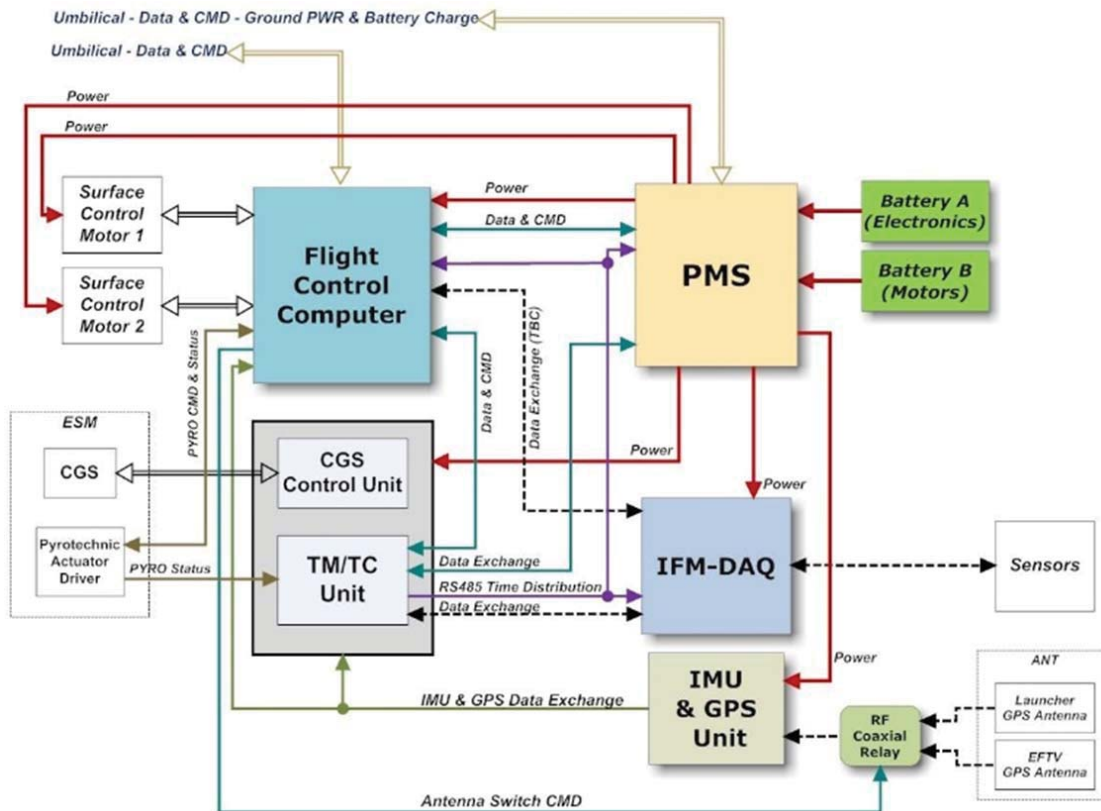 Umbilical - Data & CMD - Ground PWR & Battery Charge
Umbilical - Data & CMD
Power
Power
Surface
Control
Motor 1
Surface
Control
Motor 2
Flight
Control
Computer
Power
Data & CMD
PMS
Battery A
(Electronics)
Battery B
(Motors)
PYRO CMD & Status
Data & CMD
Data Exchange (TBC)
ESM
CGS
Pyrotechnic
Actuator
Driver
PYRO Status
CGS
Control Unit
TM/TC
Unit
Power
Power
Data Exchange
RS485 Time Distribution
Data Exchange
IFM-DAQ
Sensors
Power
IMU & GPS Data Exchange
IMU
& GPS
Unit
RF
Coaxial
Relay
ANT
Launcher
GPS Antenna
EFTV
GPS Antenna
Antenna Switch CMD